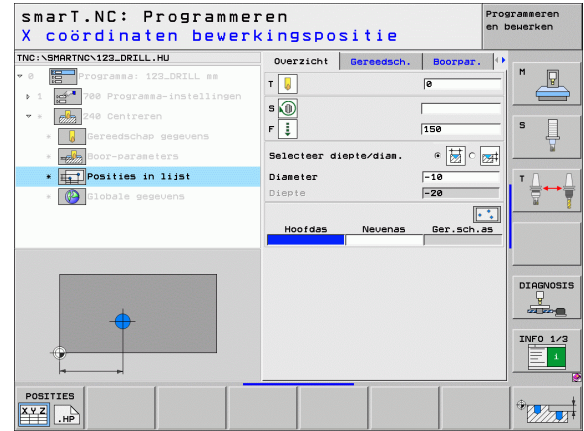 smarT.NC: Programmeren
X coördinaten bewerkingspositie
Programmeren
en bewerken
TNC:\SMARTNC\123_DRILL.HU
0 Programma: 123_DRILL mm
1 700 Programma-instellingen
* 240 Centreren
* Gereedschap gegevens
* Boor-parameters
* Posities in lijst
* Globale gegevens
Overzicht Gereedsch. Boorpar.
T 0
S
F 150
Selecteer diepte/diam.
Diameter -10
Diepte -20
Hoofdas Nevenas Ger.sch.as
M
S
T
DIAGNOSIS
INFO 1/3
POSITIES
X,Y,Z .HP